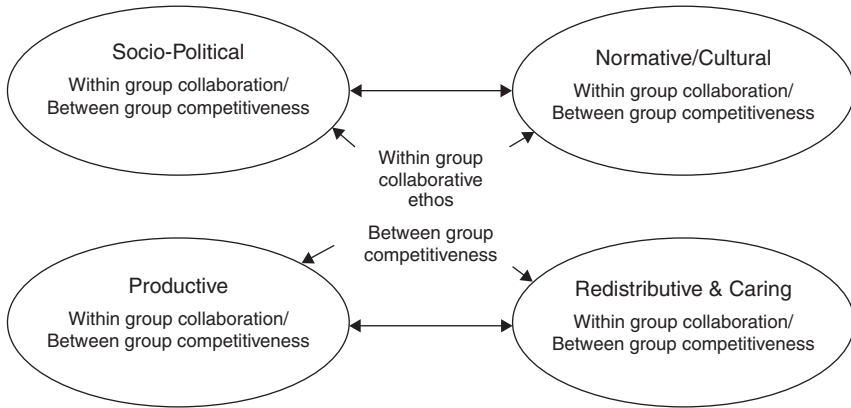 Socio-Political
Within group collaboration/
Between group competitiveness
Normative/Cultural
Within group collaboration/
Between group competitiveness
Within group
collaborative
ethos
Between group
competitiveness
Productive
Within group collaboration/
Between group competitiveness
Redistributive & Caring
Within group collaboration/
Between group competitiveness